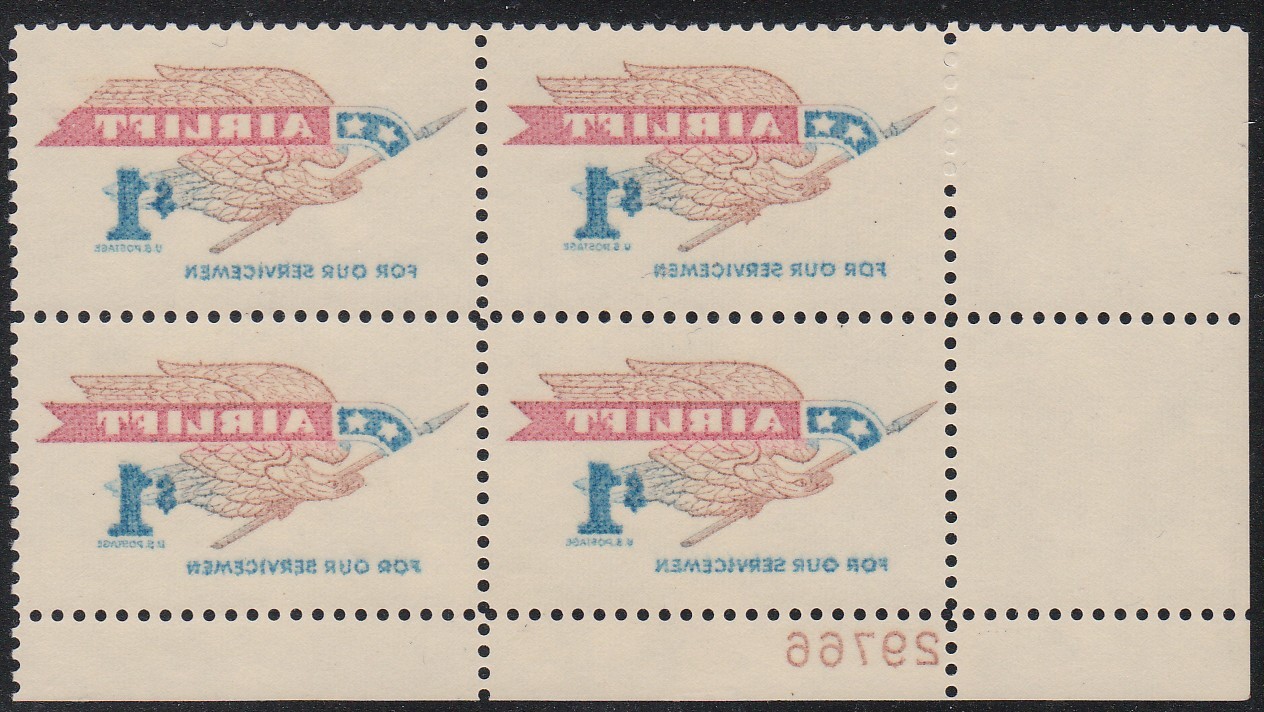 AIRLIFT
$1
U.S.POSTAGE
FOR OUR SERVICEMEN
AIRLIFT
$1
U.S.POSTAGE
FOR OUR SERVICEMEN
AIRLIFT
$1
U.S.POSTAGE
FOR OUR SERVICEMEN
AIRLIFT
$1
U.S.POSTAGE
FOR OUR SERVICEMEN
29766